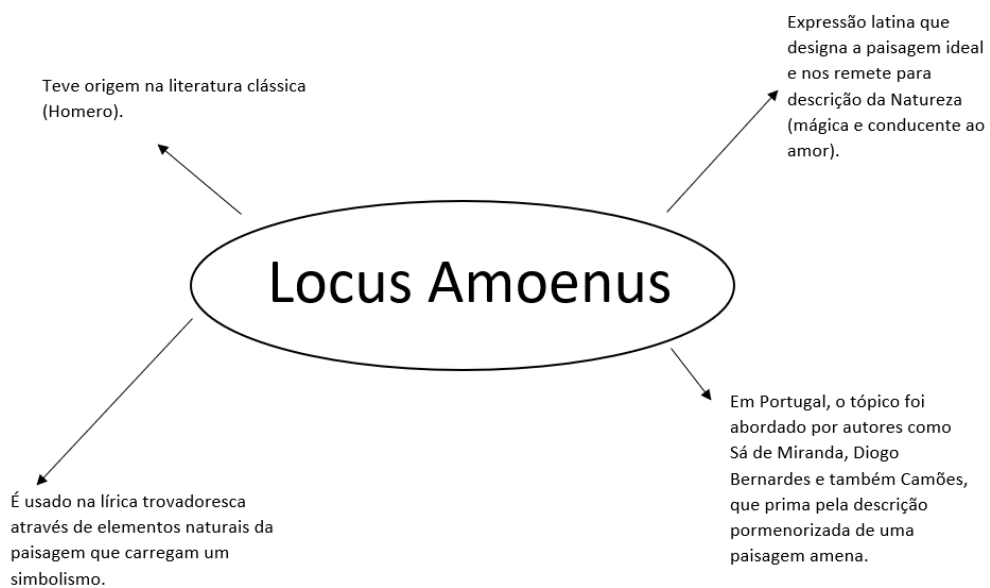 Teve origem na literatura clássica
(Homero).
Expressão latina que
designa a paisagem ideal
e nos remete para
descrição da Natureza
(mágica e conducente ao
amor).
Locus Amoenus
É usado na lírica trovadoresca
através de elementos naturais da
paisagem que carregam um
simbolismo.
Em Portugal, o tópico foi
abordado por autores como
Sá de Miranda, Diogo
Bernardes e também Camões,
que prima pela descrição
pormenorizada de uma
paisagem amena.